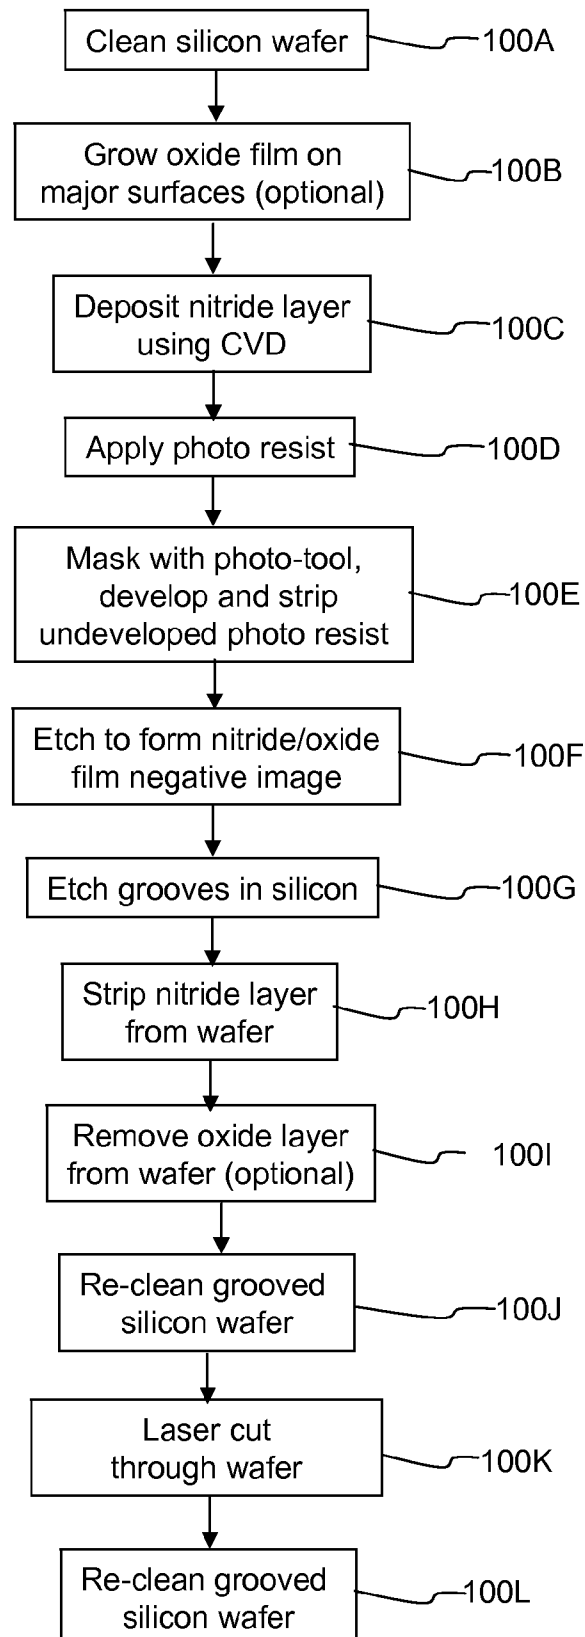 Clean silicon wafer
100A
Grow oxide film on
major surfaces (optional)
100B
Deposit nitride layer
using CVD
100C
Apply photo resist
100D
Mask with photo-tool,
develop and strip
undeveloped photo resist
100E
Etch to form nitride/oxide
film negative image
100F
Etch grooves in silicon
100G
Strip nitride layer
from wafer
100H
Remove oxide layer
from wafer (optional)
100I
Re-clean grooved
silicon wafer
100J
Laser cut
through wafer
100K
Re-clean grooved
silicon wafer
100L